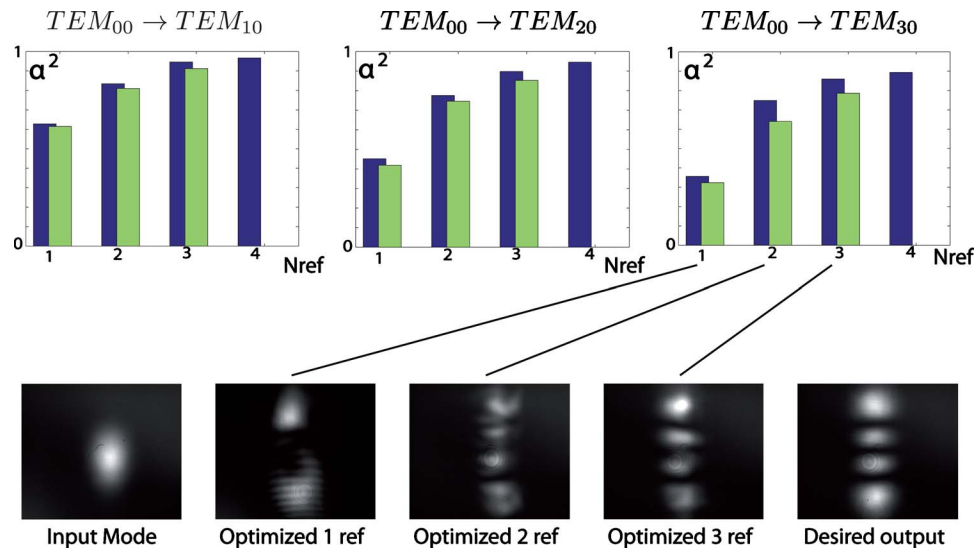 TEM₀₀ → TEM₁₀
TEM₀₀ → TEM₂₀
TEM₀₀ → TEM₃₀
1
α²
0
1 2 3 4
Nref
1
α²
0
1 2 3 4
Nref
1
α²
0
1 2 3 4
Nref
Input Mode
Optimized 1 ref
Optimized 2 ref
Optimized 3 ref
Desired output